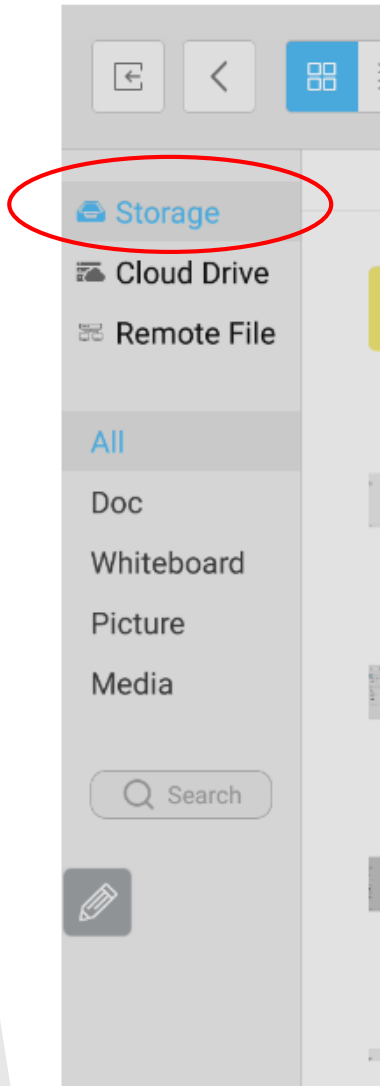 Storage
Cloud Drive
Remote File
All
Doc
Whiteboard
Picture
Media
Search